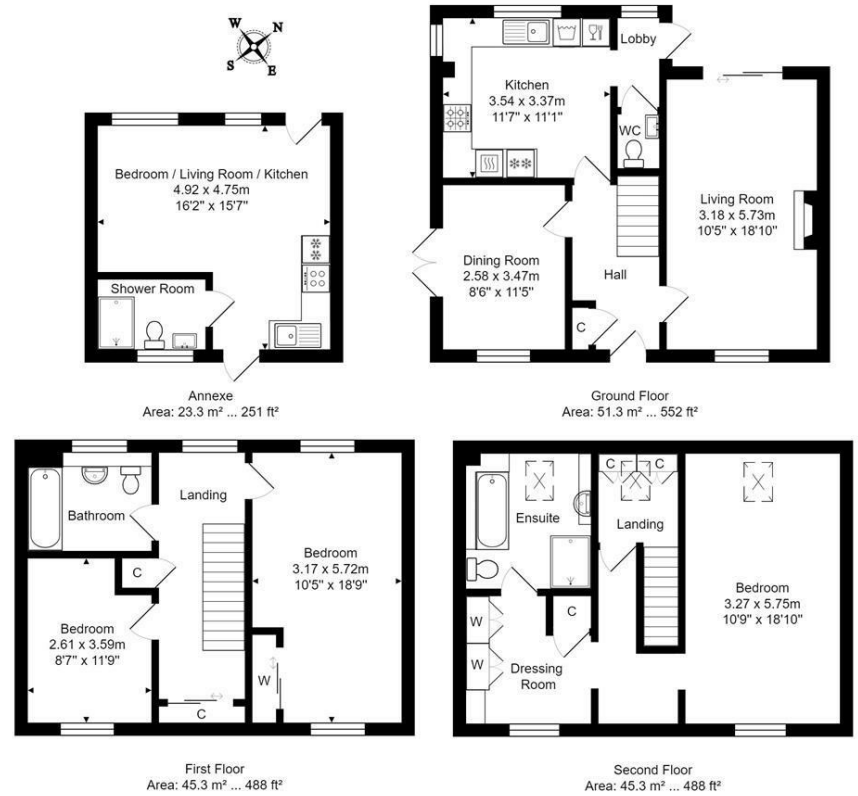 W N
S E
Bedroom / Living Room / Kitchen
4.92 x 4.75m
16'2" x 15'7"
Shower Room
Annexe
Area: 23.3 m² ... 251 ft²
Lobby
Kitchen
3.54 x 3.37m
11'7" x 11'1"
WC
Living Room
3.18 x 5.73m
10'5" x 18'10"
Dining Room
2.58 x 3.47m
8'6" x 11'5"
Hall
C
Ground Floor
Area: 51.3 m² ... 552 ft²
Landing
Bathroom
C
Bedroom
3.17 x 5.72m
10'5" x 18'9"
Bedroom
2.61 x 3.59m
8'7" x 11'9"
W
C
First Floor
Area: 45.3 m² ... 488 ft²
C C
Ensuite
Landing
Bedroom
3.27 x 5.75m
10'9" x 18'10"
C
W
W
Dressing
Room
Second Floor
Area: 45.3 m² ... 488 ft²